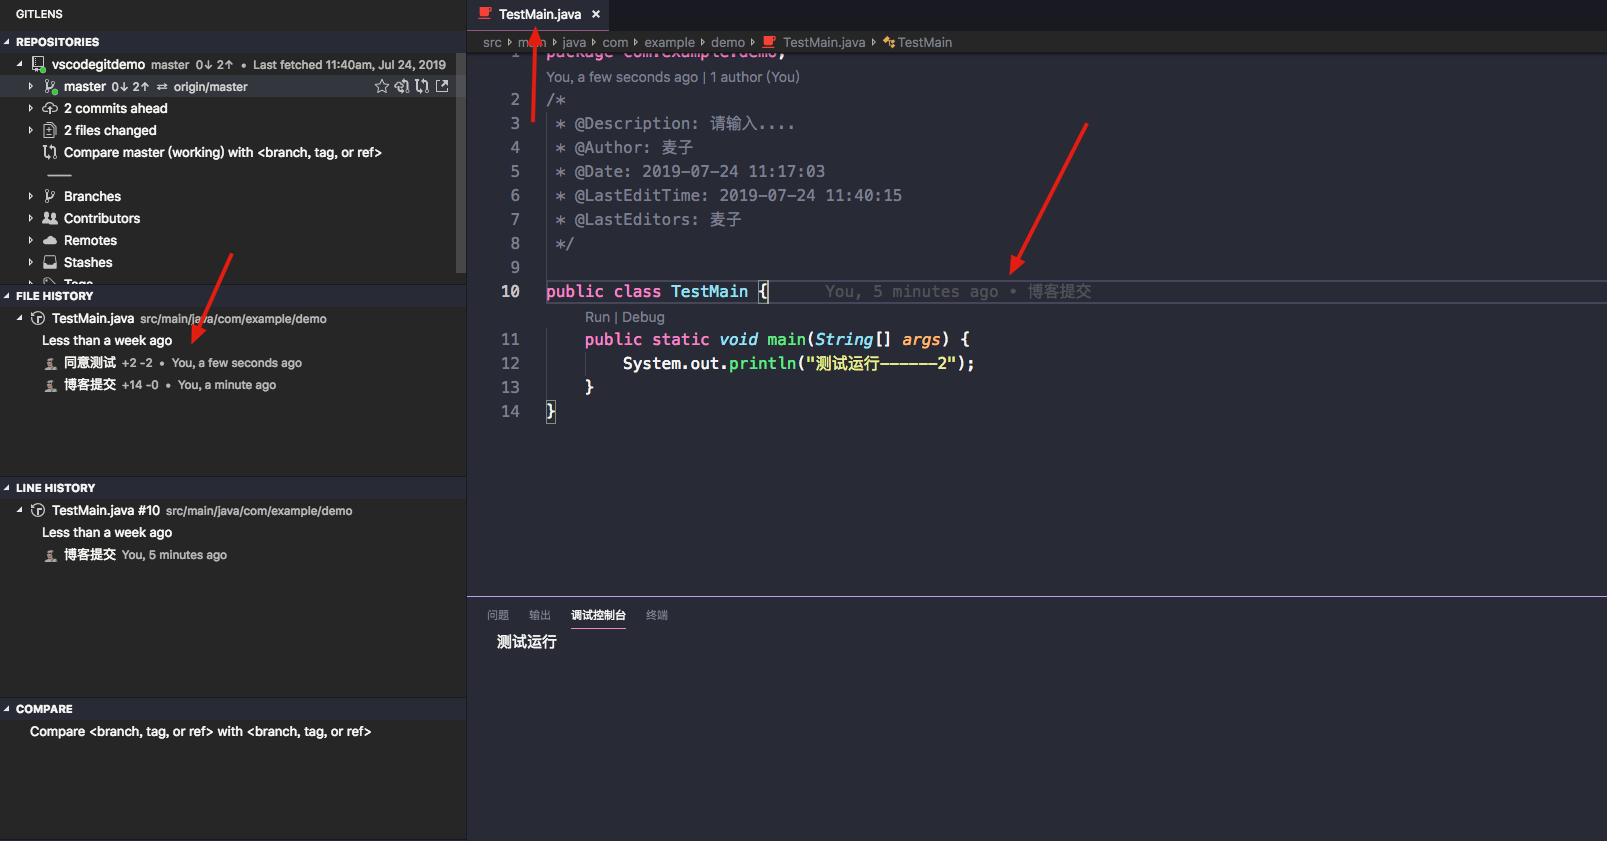 GITLENS
REPOSITORIES
vscodegitdemo master 0↓ 2↑ • Last fetched 11:40am, Jul 24, 2019
master 0↓ 2↑ ⇄ origin/master
2 commits ahead
2 files changed
Compare master (working) with <branch, tag, or ref>
Branches
Contributors
Remotes
Stashes
Tags
FILE HISTORY
TestMain.java src/main/java/com/example/demo
Less than a week ago
同意测试 +2 -2 • You, a few seconds ago
博客提交 +14 -0 • You, a minute ago
LINE HISTORY
TestMain.java #10 src/main/java/com/example/demo
Less than a week ago
博客提交 You, 5 minutes ago
COMPARE
Compare <branch, tag, or ref> with <branch, tag, or ref>
TestMain.java ×
src main java com example demo TestMain.java TestMain
1 package com.example.demo;
You, a few seconds ago | 1 author (You)
2 /*
3 * @Description: 请输入....
4 * @Author: 麦子
5 * @Date: 2019-07-24 11:17:03
6 * @LastEditTime: 2019-07-24 11:40:15
7 * @LastEditors: 麦子
8 */
9
10 public class TestMain { You, 5 minutes ago • 博客提交
Run | Debug
11 public static void main(String[] args) {
12 System.out.println("测试运行------2");
13 }
14 }
问题 输出 调试控制台 终端
测试运行